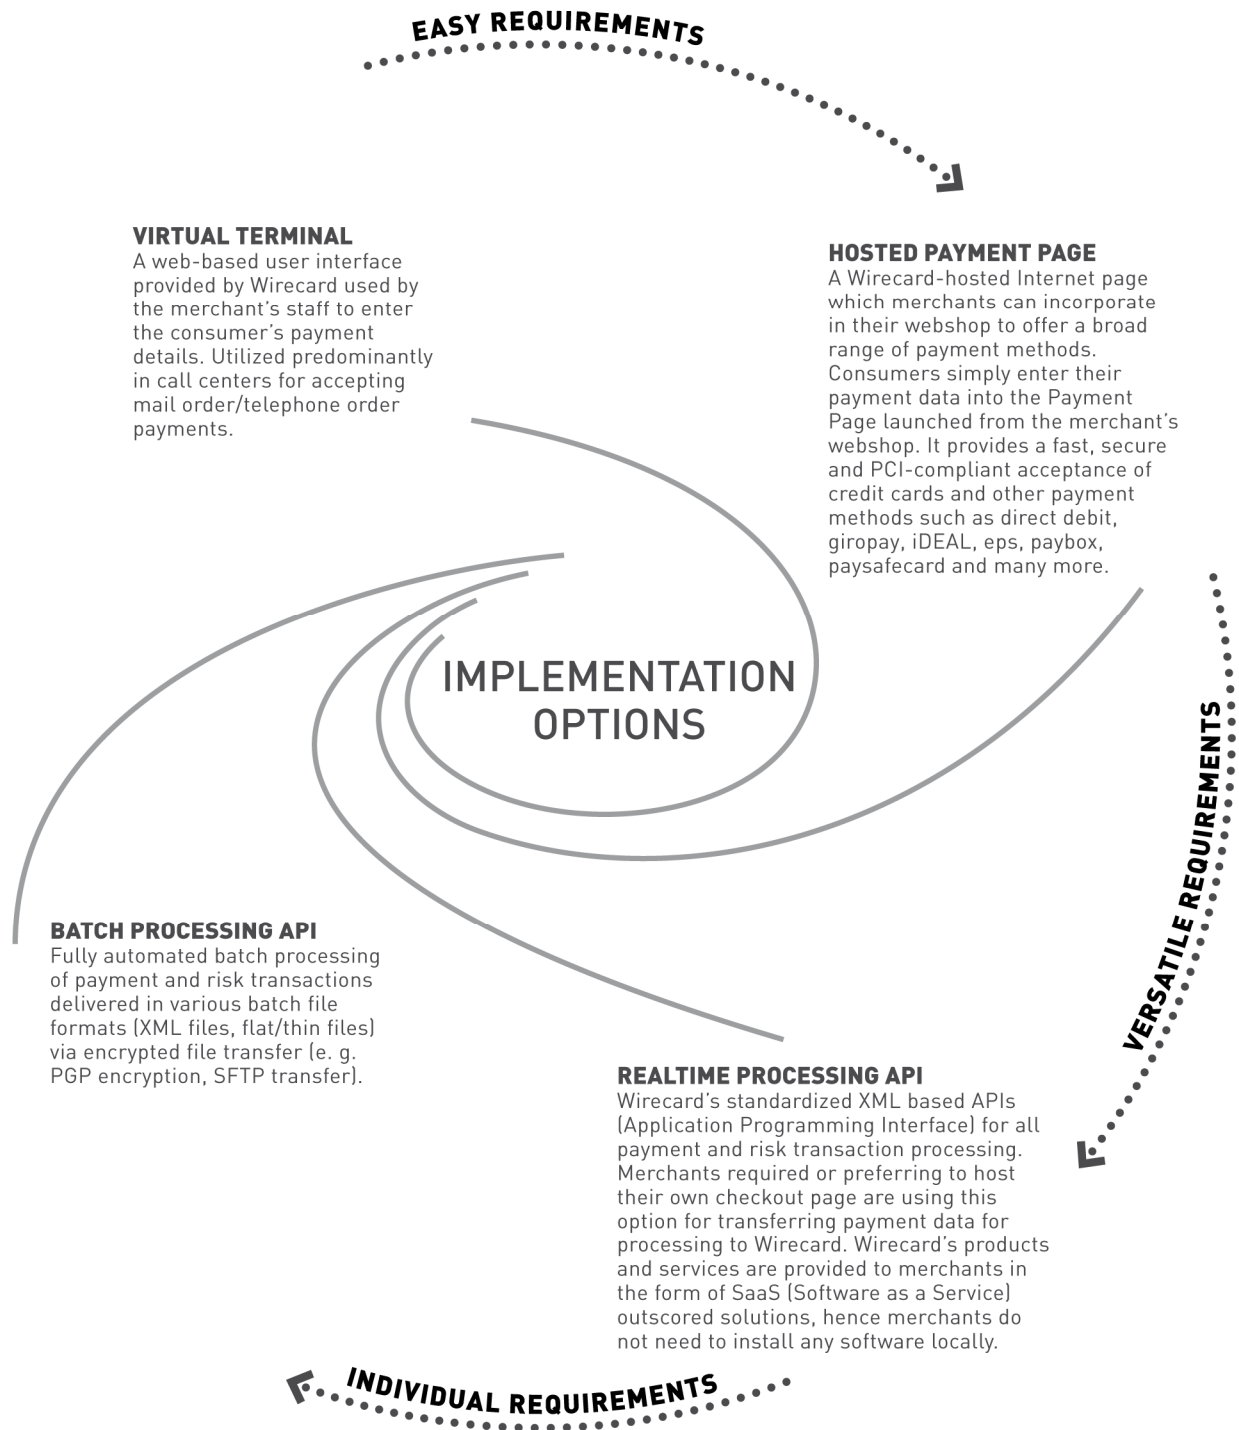 EASY REQUIREMENTS
VIRTUAL TERMINAL
A web-based user interface
provided by Wirecard used by
the merchant's staff to enter
the consumer's payment
details. Utilized predominantly
in call centers for accepting
mail order/telephone order
payments.
HOSTED PAYMENT PAGE
A Wirecard-hosted Internet page
which merchants can incorporate
in their webshop to offer a broad
range of payment methods.
Consumers simply enter their
payment data into the Payment
Page launched from the merchant's
webshop. It provides a fast, secure
and PCI-compliant acceptance of
credit cards and other payment
methods such as direct debit,
giropay, iDEAL, eps, paybox,
paysafecard and many more.
IMPLEMENTATION
OPTIONS
VERSATILE REQUIREMENTS
BATCH PROCESSING API
Fully automated batch processing
of payment and risk transactions
delivered in various batch file
formats (XML files, flat/thin files)
via encrypted file transfer (e. g.
PGP encryption, SFTP transfer).
REALTIME PROCESSING API
Wirecard's standardized XML based APIs
(Application Programming Interface) for all
payment and risk transaction processing.
Merchants required or preferring to host
their own checkout page are using this
option for transferring payment data for
processing to Wirecard. Wirecard's products
and services are provided to merchants in
the form of SaaS (Software as a Service)
outscored solutions, hence merchants do
not need to install any software locally.
INDIVIDUAL REQUIREMENTS